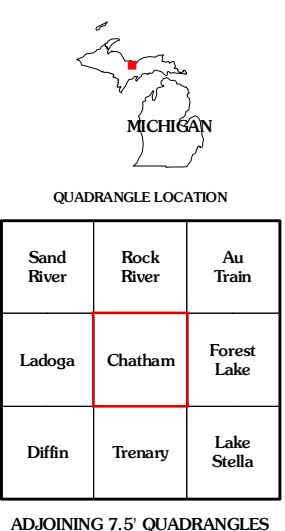 MICHIGAN
QUADRANGLE LOCATION
Sand
River
Rock
River
Au
Train
Ladoga
Chatham
Forest
Lake
Diffin
Trenary
Lake
Stella
ADJOINING 7.5' QUADRANGLES